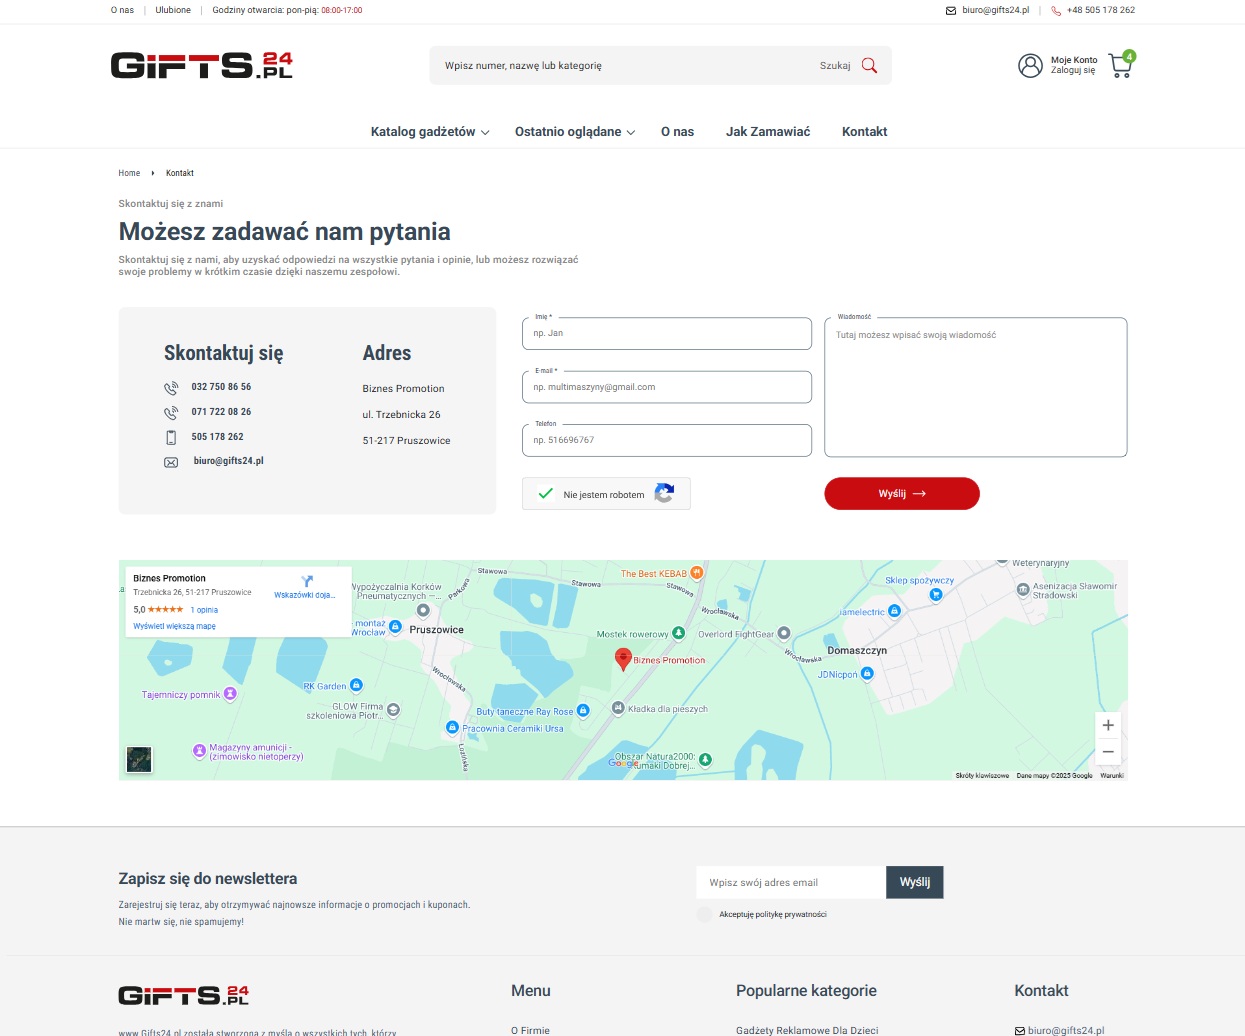 O nas | Ulubione | Godziny otwarcia: pon-pią: 08:00-17:00
biuro@gifts24.pl | +48 505 178 262
GiFTS24.PL
Wpisz numer, nazwę lub kategorię
Szukaj
Moje Konto
Zaloguj się
4
Katalog gadżetów
Ostatnio oglądane
O nas
Jak Zamawiać
Kontakt
Home
Kontakt
Skontaktuj się z znami
Możesz zadawać nam pytania
Skontaktuj się z nami, aby uzyskać odpowiedzi na wszystkie pytania i opinie, lub możesz rozwiązać
swoje problemy w krótkim czasie dzięki naszemu zespołowi.
Skontaktuj się
032 750 86 56
071 722 08 26
505 178 262
biuro@gifts24.pl
Adres
Biznes Promotion
ul. Trzebnicka 26
51-217 Pruszowice
Imię *
np. Jan
E-mail *
np. multimaszyny@gmail.com
Telefon
np. 516696767
Wiadomość
Tutaj możesz wpisać swoją wiadomość
Nie jestem robotem
Wyślij
Biznes Promotion
Trzebnicka 26, 51-217 Pruszowice
5,0 ★★★★★ 1 opinia
Wyświetl większą mapę
Wskazówki doja...
Wypożyczalnia Korków
Pneumatycznych –...
montaż
Wrocław
Pruszowice
Parkowa
Stawowa
Stawowa
Stawowa
The Best KEBAB
Wrocławska
Mostek rowerowy
Overlord FightGear
Biznes Promotion
Wrocławska
Domaszczyn
Sklep spożywczy
iamelectric
JDNicpoń
Weterynaryjny
Asenizacja Sławomir
Stradowski
RK Garden
Tajemniczy pomnik
GLOW Firma
szkoleniowa Piotr...
Wrocławska
Buty taneczne Ray Rose
Kładka dla pieszych
Pracownia Ceramiki Ursa
Łozińska
Magazyny amunicji -
(zimowisko nietoperzy)
Obszar Natura2000:
Kumaki Dobrej...
Google
Skróty klawiszowe
Dane mapy ©2025 Google
Warunki
Zapisz się do newslettera
Zarejestruj się teraz, aby otrzymywać najnowsze informacje o promocjach i kuponach.
Nie martw się, nie spamujemy!
Wpisz swój adres email
Wyślij
Akceptuję politykę prywatności
GiFTS24.PL
www.Gifts24.pl została stworzona z myślą o wszystkich tych, którzy
Menu
O Firmie
Popularne kategorie
Gadżety Reklamowe Dla Dzieci
Kontakt
biuro@gifts24.pl